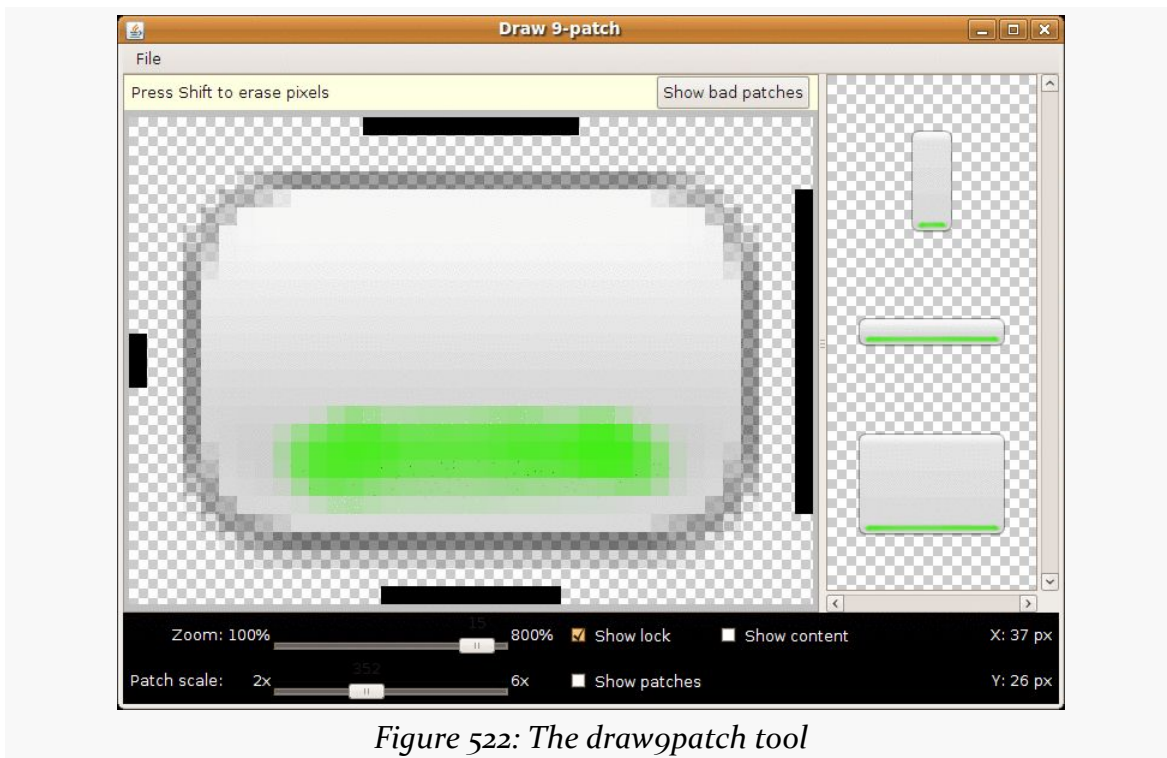 Draw 9-patch
File
Press Shift to erase pixels
Show bad patches
15
Zoom: 100%
800%
Show lock
Show content
X: 37 px
352
Patch scale: 2x
6x
Show patches
Y: 26 px
Figure 522: The draw9patch tool